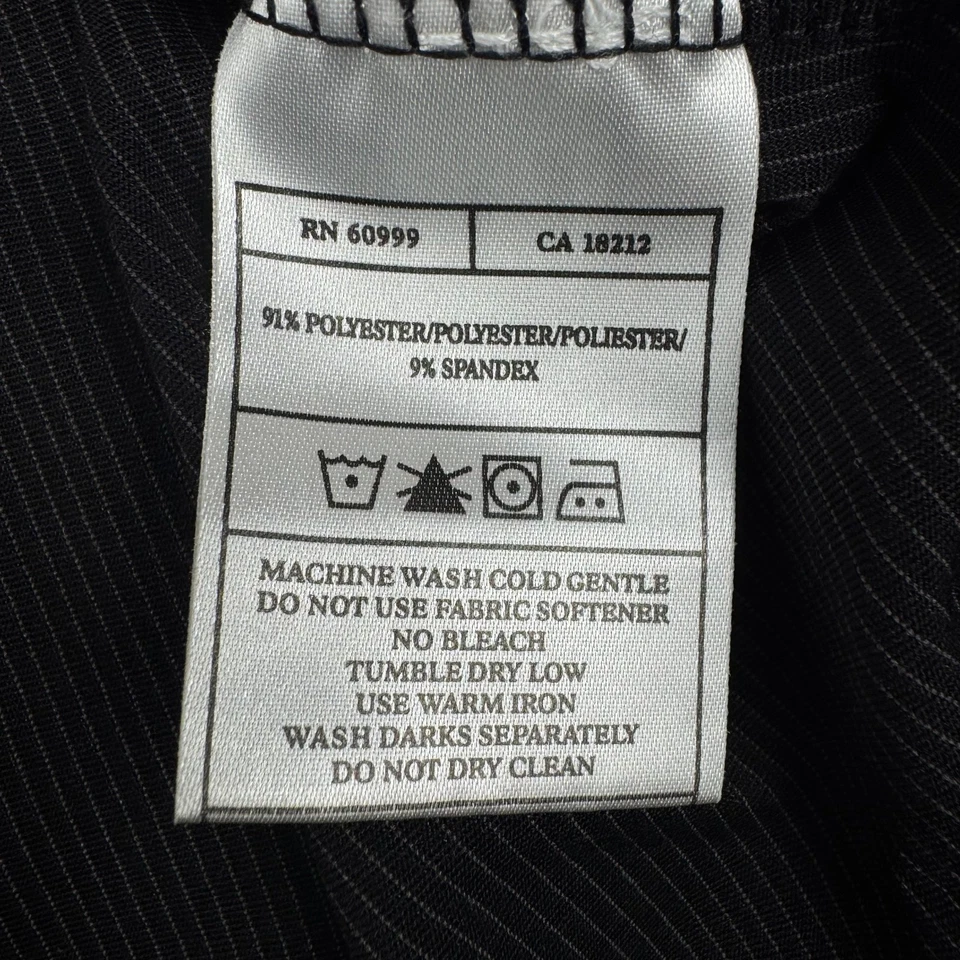 RN 60999 CA 18212
91% POLYESTER/POLYESTER/POLIESTER/
9% SPANDEX
MACHINE WASH COLD GENTLE
DO NOT USE FABRIC SOFTENER
NO BLEACH
TUMBLE DRY LOW
USE WARM IRON
WASH DARKS SEPARATELY
DO NOT DRY CLEAN